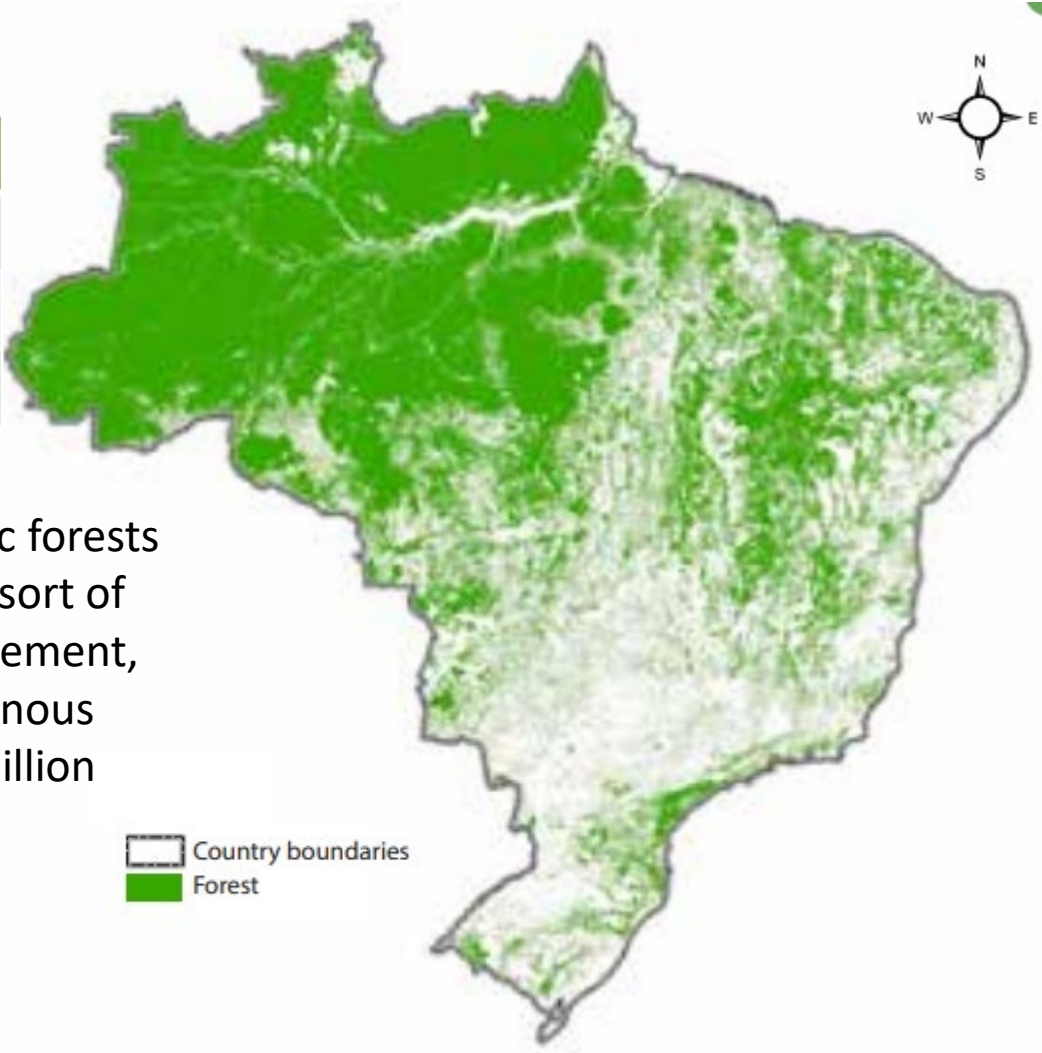 N
W E
S
c forests
sort of
ement,
nous
illion
Country boundaries
Forest